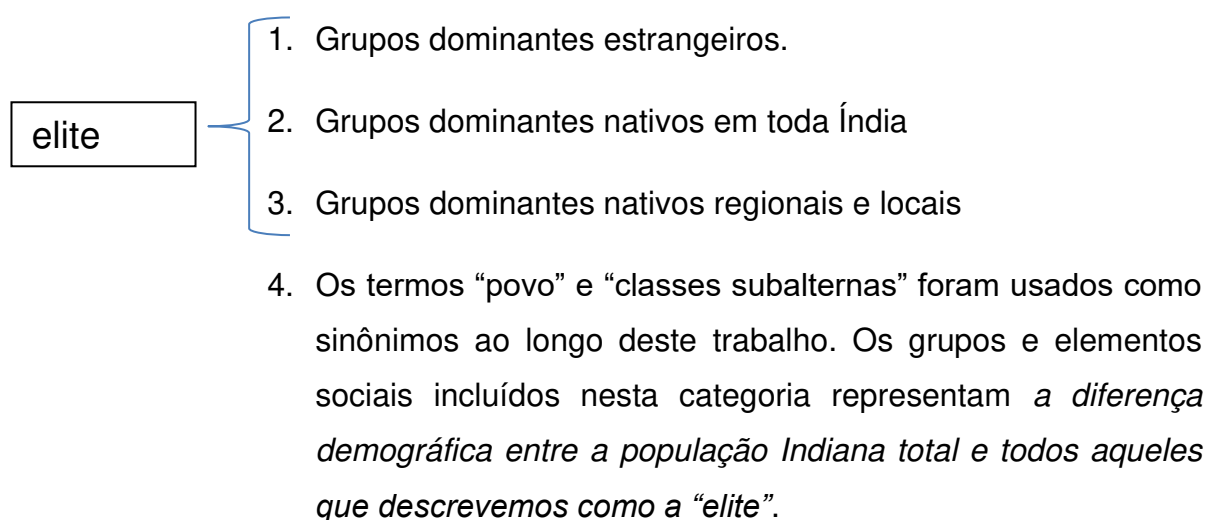 1. Grupos dominantes estrangeiros.
elite
2. Grupos dominantes nativos em toda Índia
3. Grupos dominantes nativos regionais e locais
4. Os termos “povo” e “classes subalternas” foram usados como
sinônimos ao longo deste trabalho. Os grupos e elementos
sociais incluídos nesta categoria representam a diferença
demográfica entre a população Indiana total e todos aqueles
que descrevemos como a “elite”.